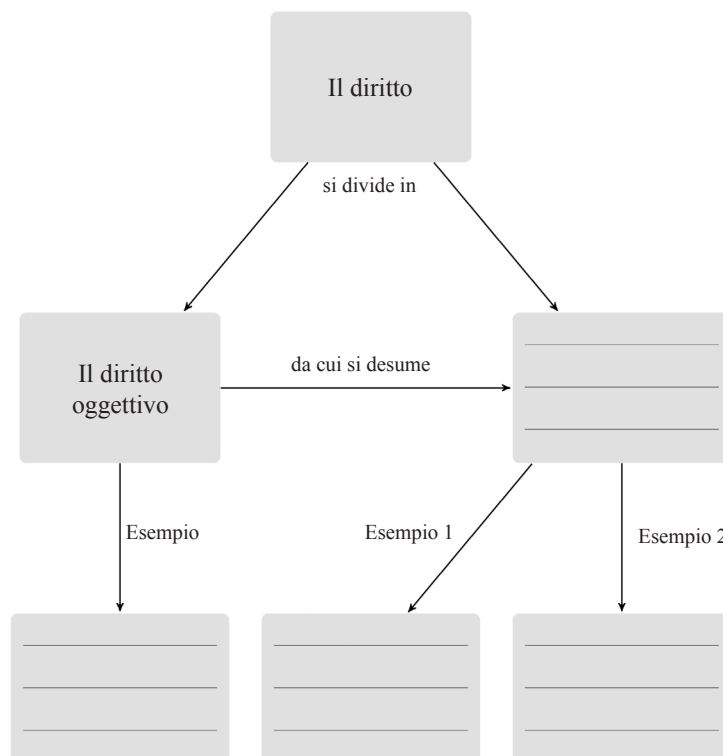 Il diritto
si divide in
Il diritto
oggettivo
da cui si desume
Esempio
Esempio 1
Esempio 2